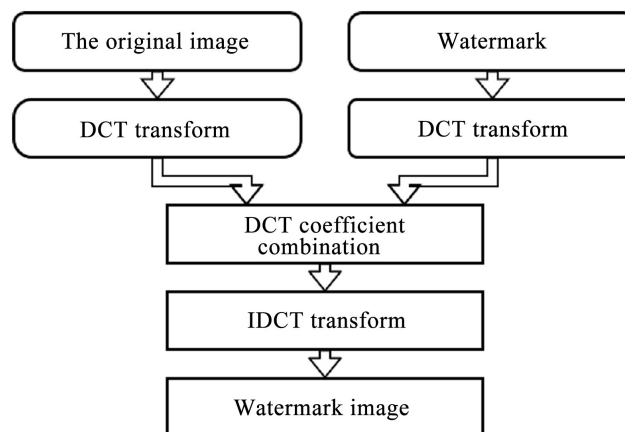 The original image
Watermark
DCT transform
DCT transform
DCT coefficient
combination
IDCT transform
Watermark image